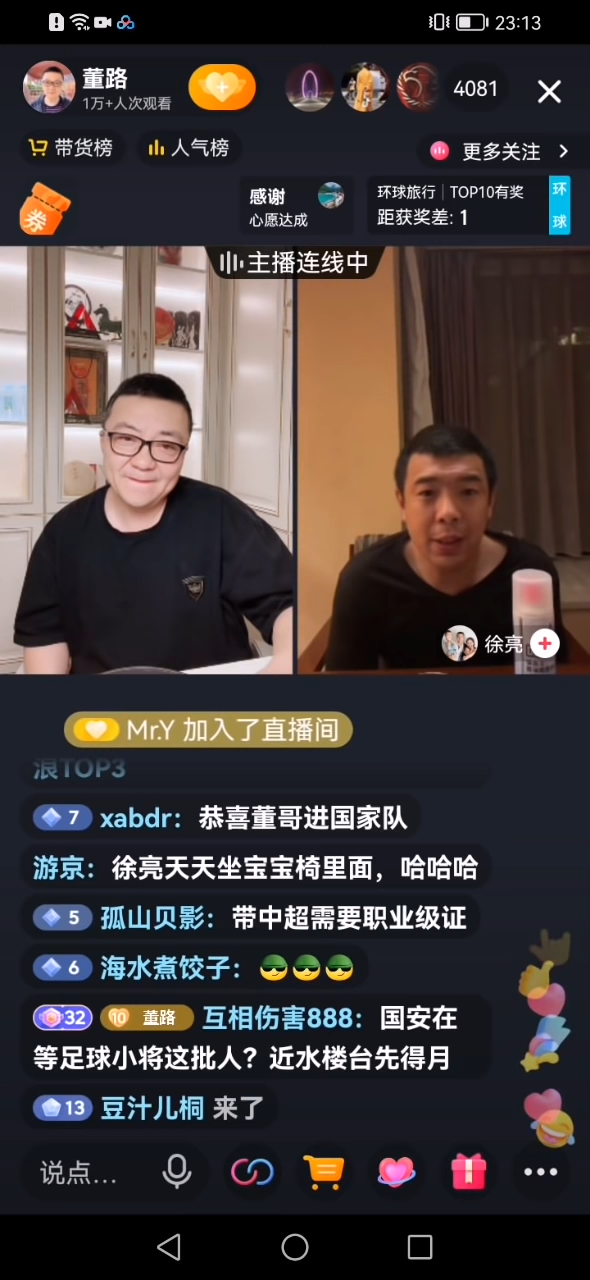 23:13
董路
1万+人次观看
4081
带货榜
人气榜
更多关注
券
感谢
心愿达成
环球旅行｜TOP10有奖
距获奖差: 1
环
球
主播连线中
徐亮
Mr.Y 加入了直播间
浪TOP3
7 xabdr：恭喜董哥进国家队
游京：徐亮天天坐宝宝椅里面，哈哈哈
5 孤山贝影：带中超需要职业级证
6 海水煮饺子：😎😎😎
32 10 董路 互相伤害888：国安在
等足球小将这批人？近水楼台先得月
13 豆汁儿桐 来了
说点...